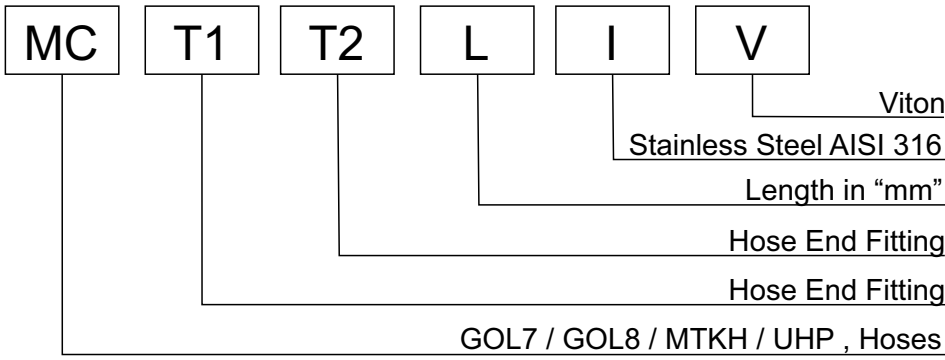 MC T1 T2 L I V
Viton
Stainless Steel AISI 316
Length in “mm”
Hose End Fitting
Hose End Fitting
GOL7 / GOL8 / MTKH / UHP , Hoses